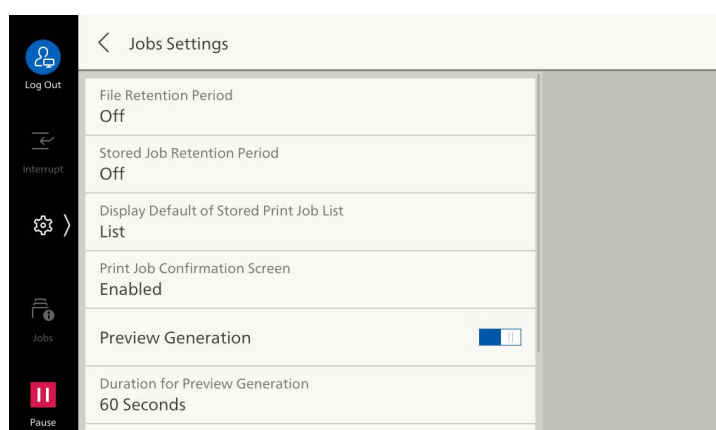 Jobs Settings
Log Out
Interrupt
Jobs
Pause
File Retention Period
Off
Stored Job Retention Period
Off
Display Default of Stored Print Job List
List
Print Job Confirmation Screen
Enabled
Preview Generation
Duration for Preview Generation
60 Seconds